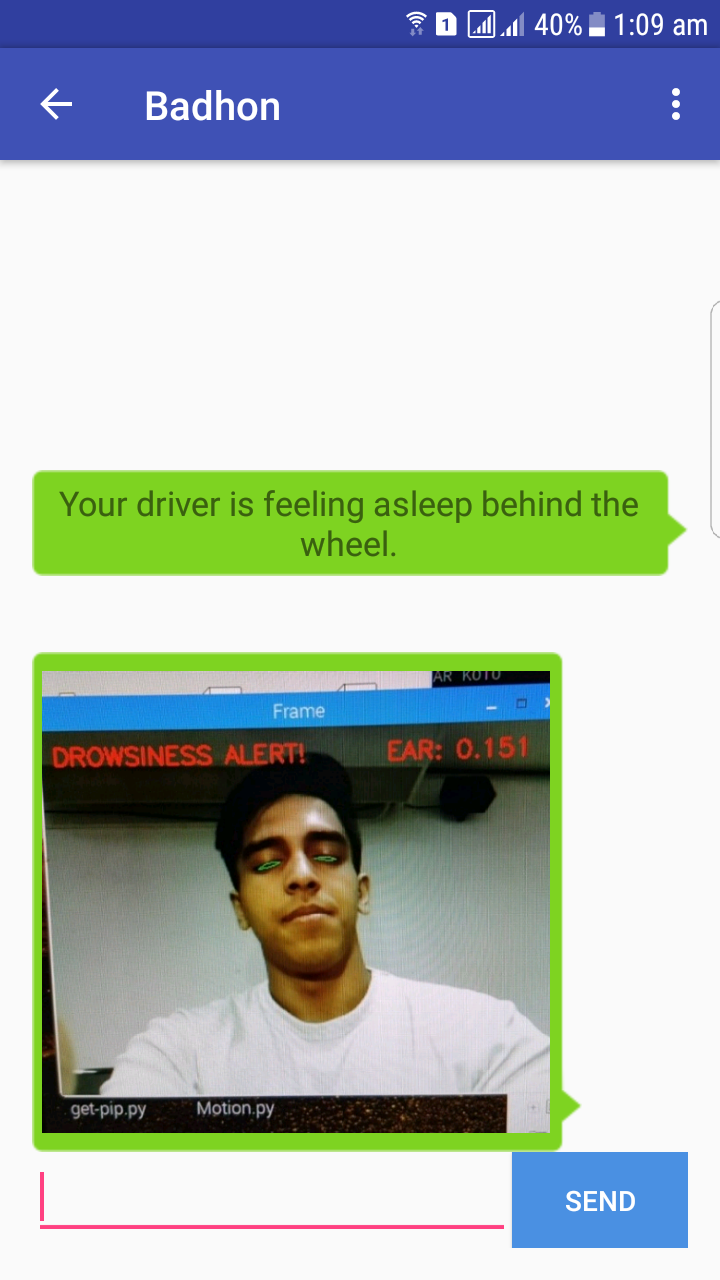 1 40% 1:09 am
Badhon
Your driver is feeling asleep behind the
wheel.
AR KOTO
Frame
DROWSINESS ALERT! EAR: 0.151
get-pip.py Motion.py
SEND